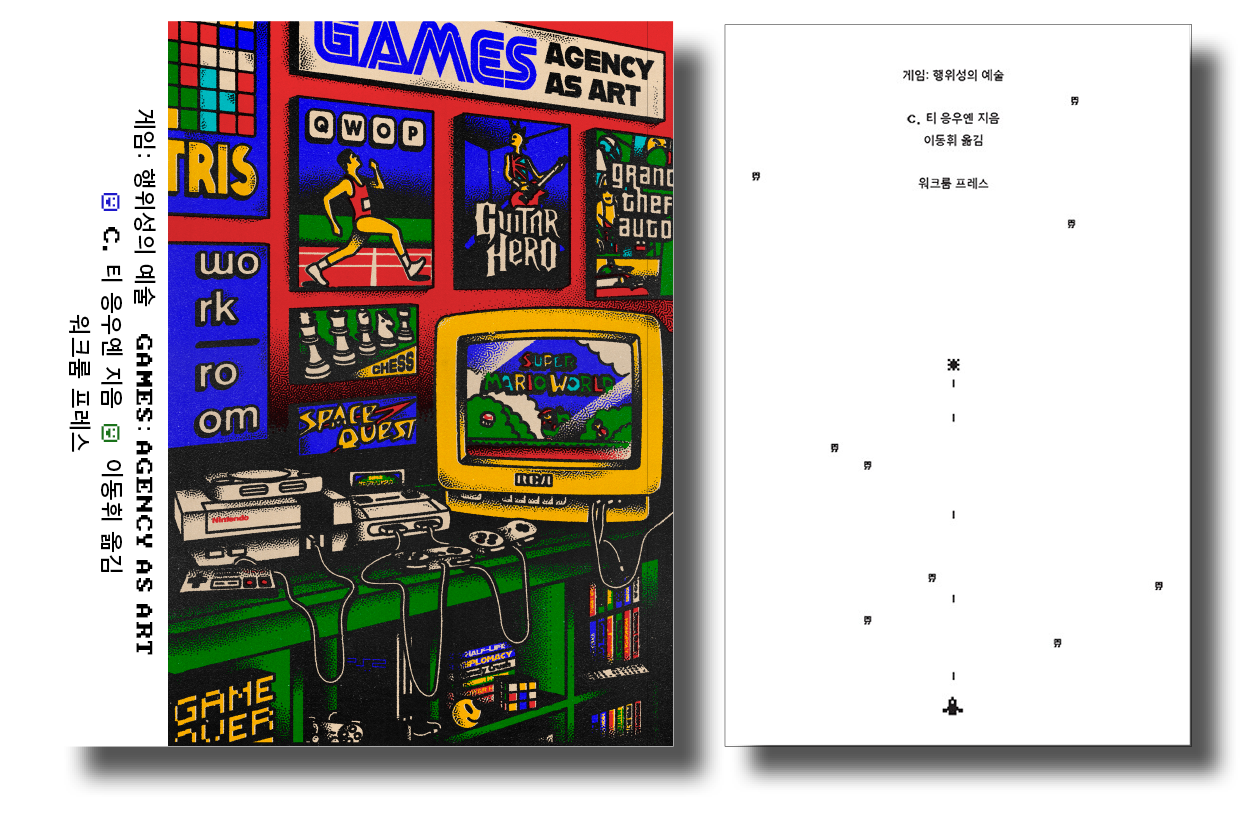 게임: 행위성의 예술 GAMES: AGENCY AS ART
C. 티 응우옌 지음 이동휘 옮김
워크룸 프레스
GAMES
AGENCY
AS ART
TRIS
QWOP
GUITAR
HERO
grand
theft
auto
wo
rk
ro
om
CHESS
SPACE
QUEST
SUPER
MARIO WORLD
RCA
Nintendo
HALF-LIFE
DIPLOMACY
GAME
OVER
게임: 행위성의 예술
C. 티 응우옌 지음
이동휘 옮김
워크룸 프레스